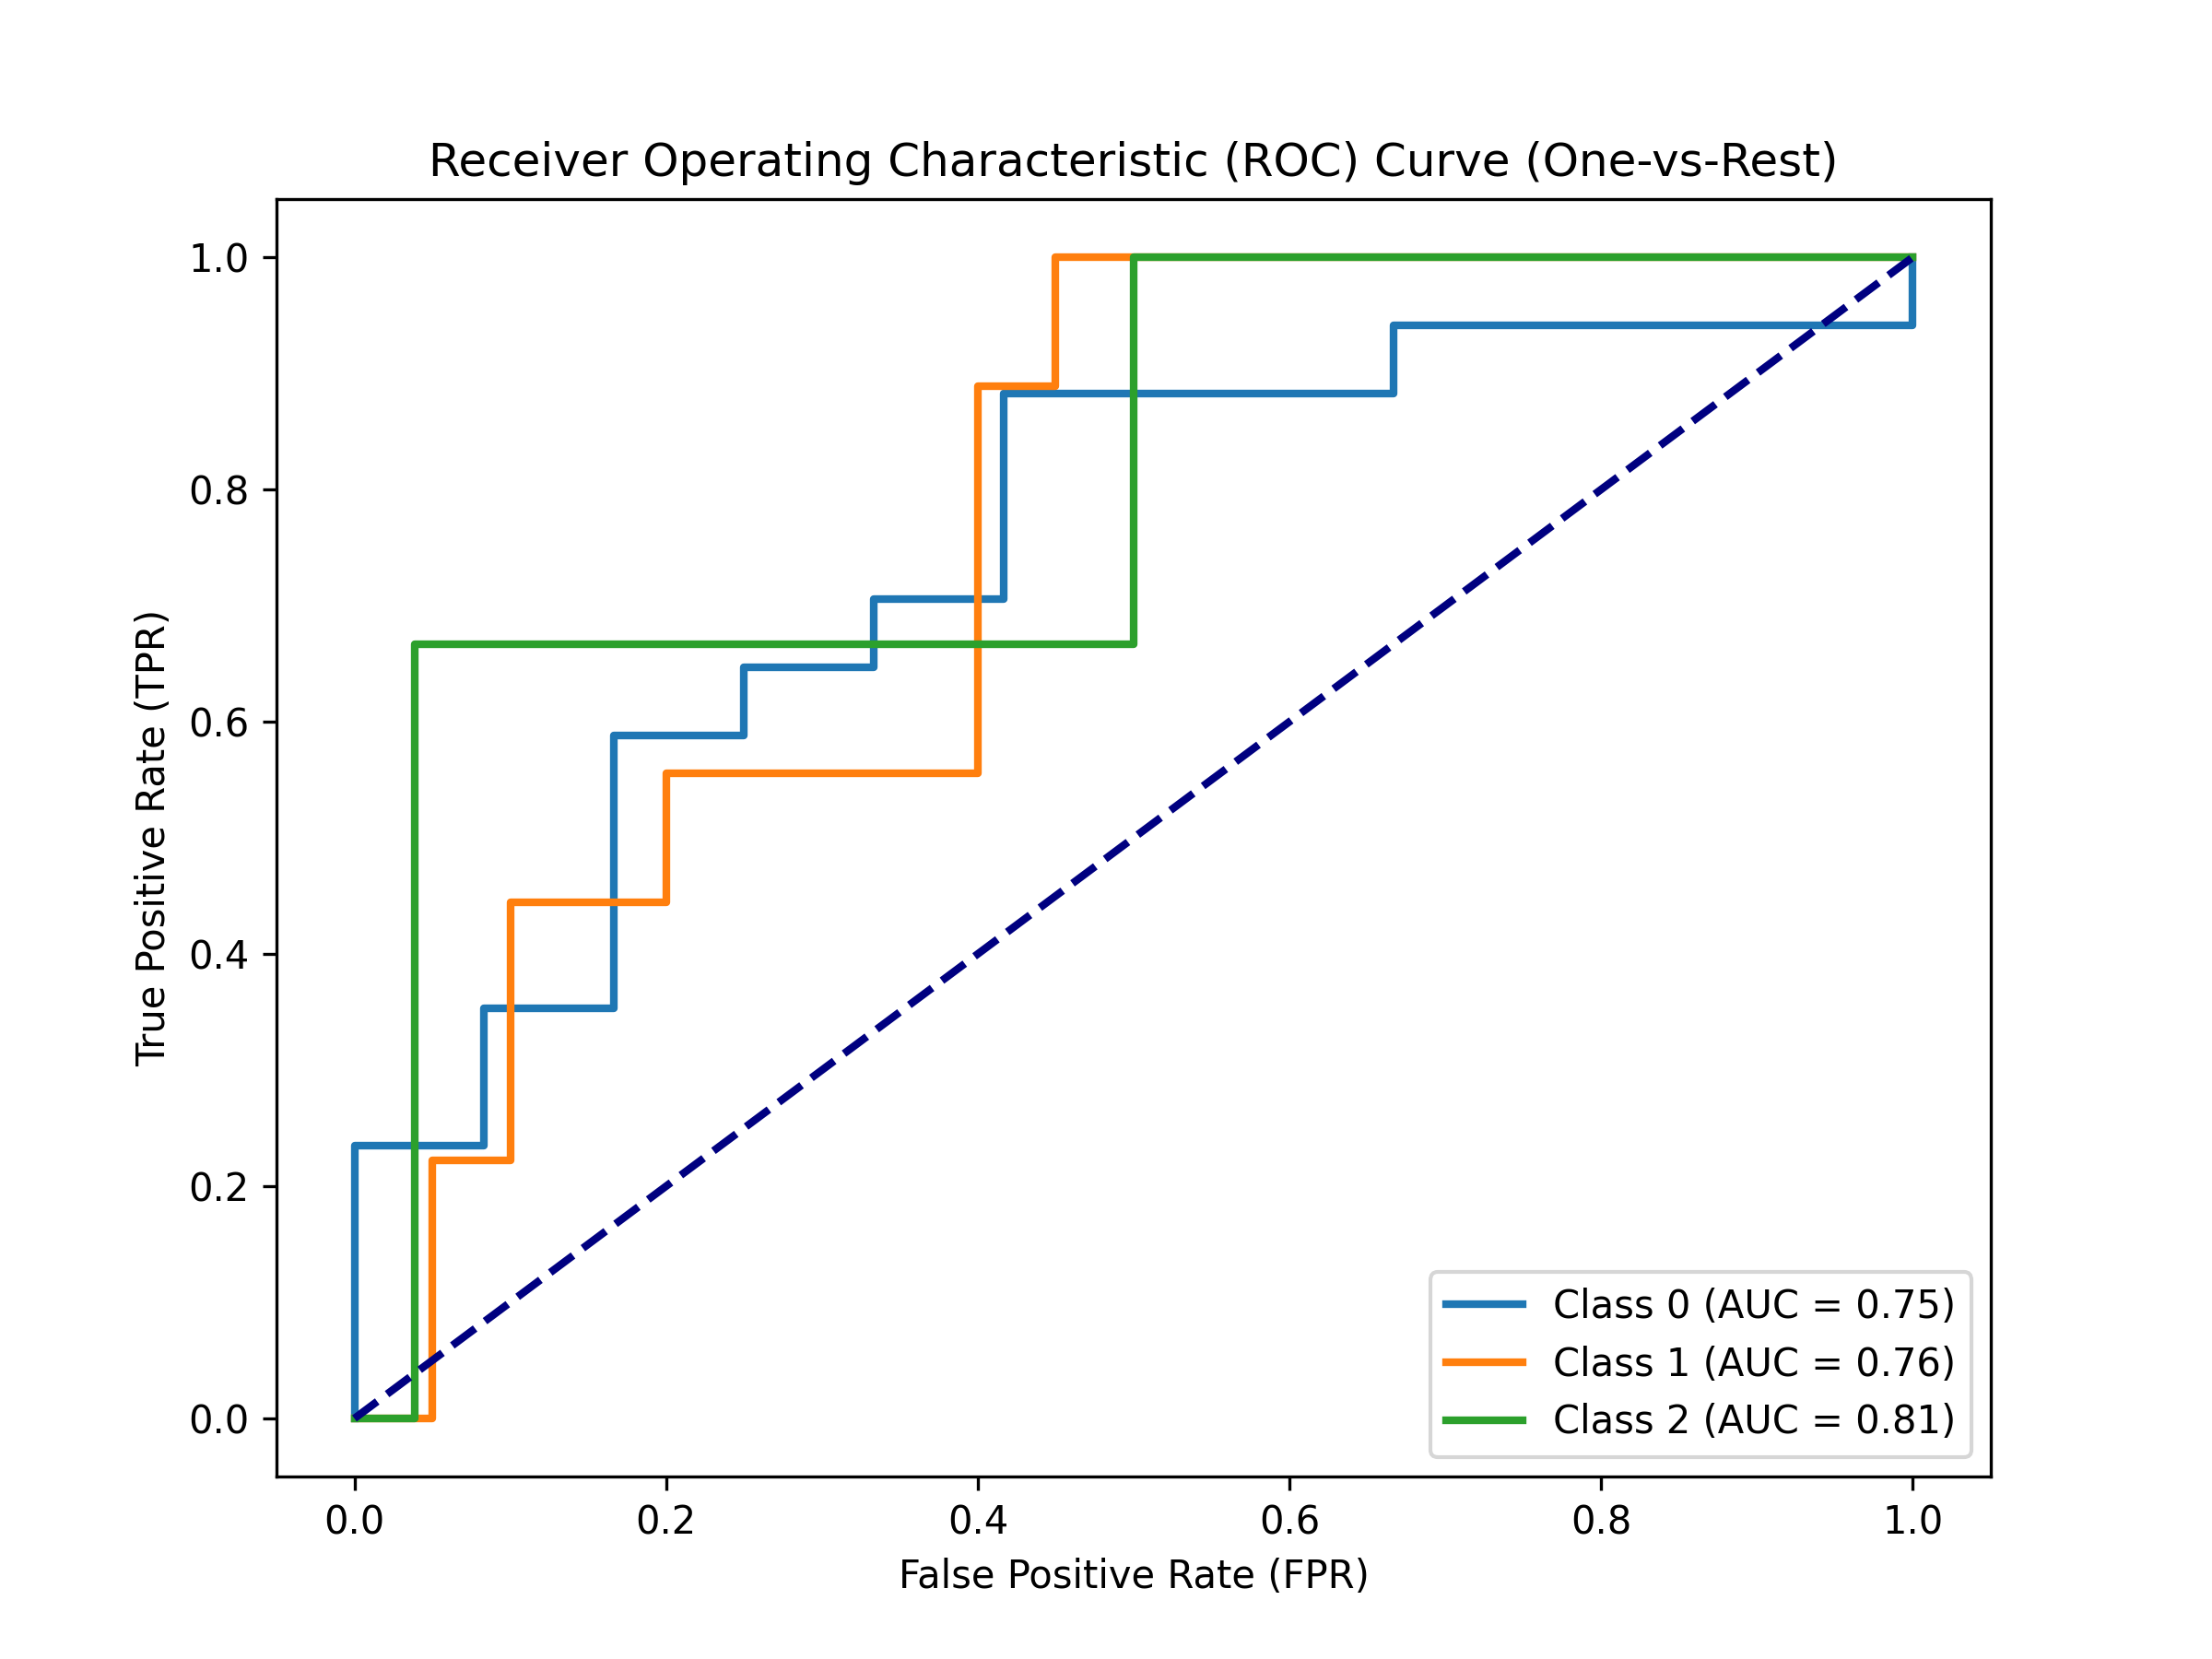 Receiver Operating Characteristic (ROC) Curve (One-vs-Rest)
True Positive Rate (TPR)
1.0
0.8
0.6
0.4
0.2
0.0
Class 0 (AUC = 0.75)
Class 1 (AUC = 0.76)
Class 2 (AUC = 0.81)
0.0 0.2 0.4 0.6 0.8 1.0
False Positive Rate (FPR)